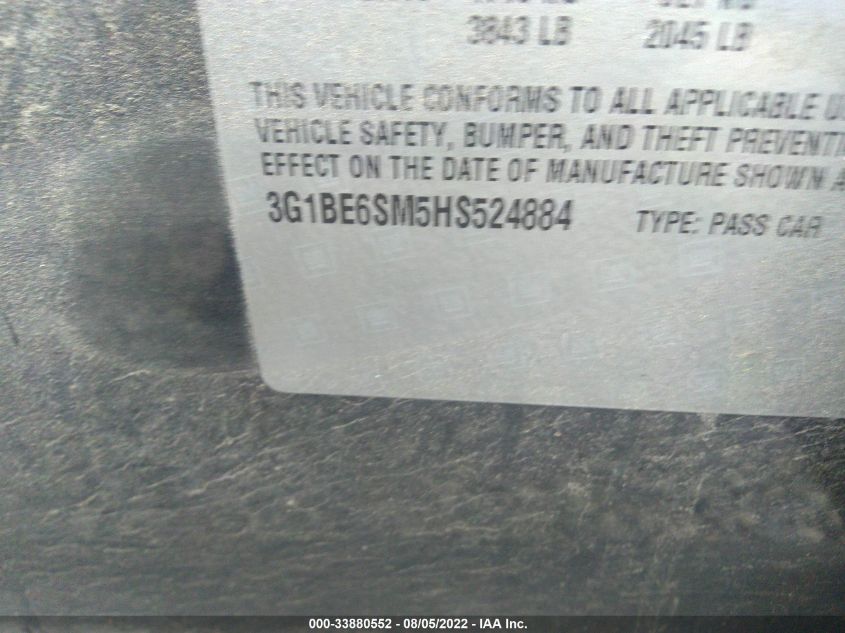 3843 LB 2045 LB
THIS VEHICLE CONFORMS TO ALL APPLICABLE
VEHICLE SAFETY, BUMPER, AND THEFT
EFFECT ON THE DATE OF MANUFACTURE SHOWN
3G1BE6SM5HS524884 TYPE: PASS CAR
000-33880552 - 08/05/2022 - IAA Inc.